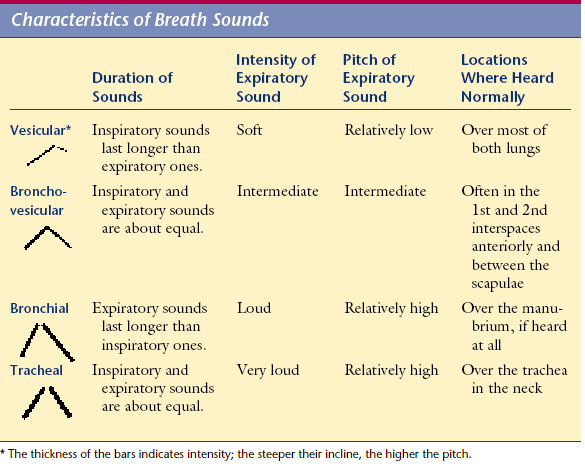 Characteristics of Breath Sounds
Duration of Sounds
Intensity of Expiratory Sound
Pitch of Expiratory Sound
Locations Where Heard Normally
Vesicular*
Inspiratory sounds
last longer than
expiratory ones.
Soft
Relatively low
Over most of
both lungs
Broncho-
vesicular
Inspiratory and
expiratory sounds
are about equal.
Intermediate
Intermediate
Often in the
1st and 2nd
interspaces
anteriorly and
between the
scapulae
Bronchial
Expiratory sounds
last longer than
inspiratory ones.
Loud
Relatively high
Over the manu-
brium, if heard
at all
Tracheal
Inspiratory and
expiratory sounds
are about equal.
Very loud
Relatively high
Over the trachea
in the neck
* The thickness of the bars indicates intensity; the steeper their incline, the higher the pitch.